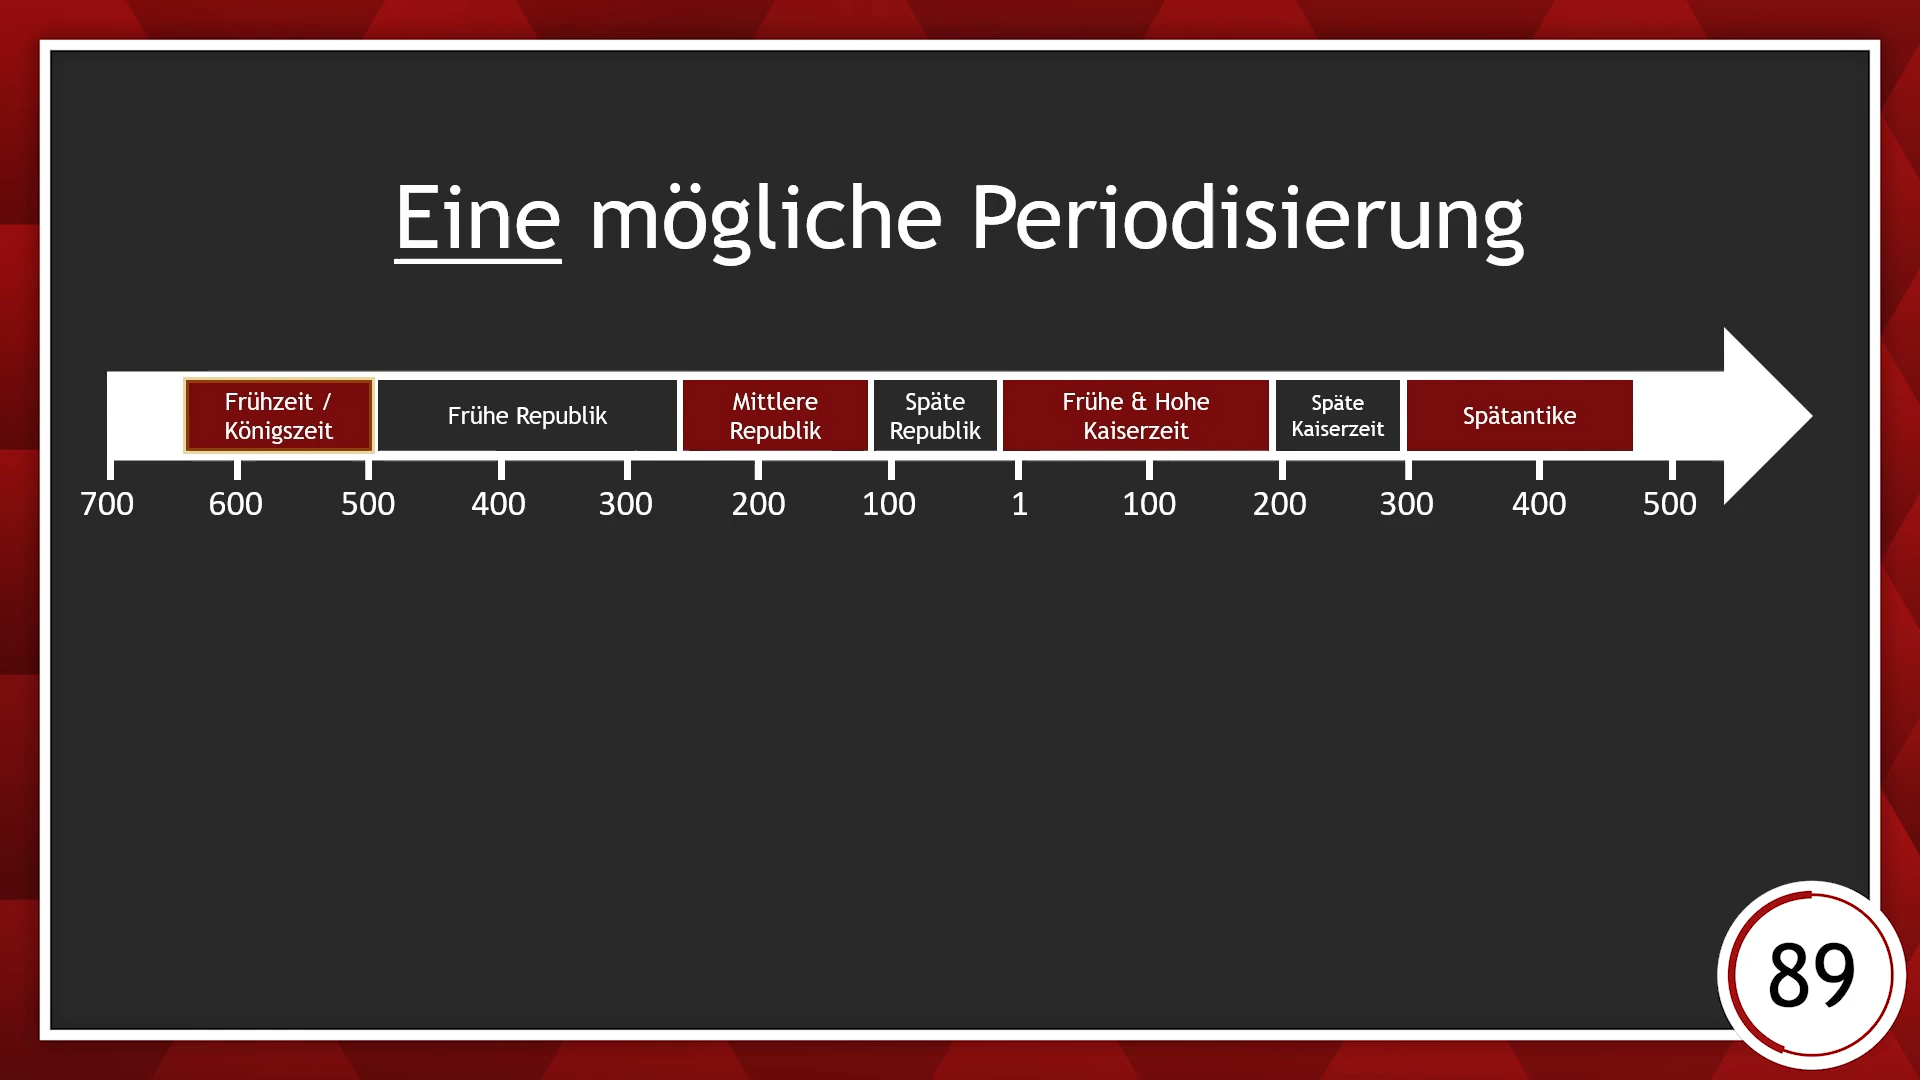 Eine mögliche Periodisierung
Frühzeit /
Königszeit
Frühe Republik
Mittlere
Republik
Späte
Republik
Frühe & Hohe
Kaiserzeit
Späte
Kaiserzeit
Spätantike
700 600 500 400 300 200 100 1 100 200 300 400 500
89